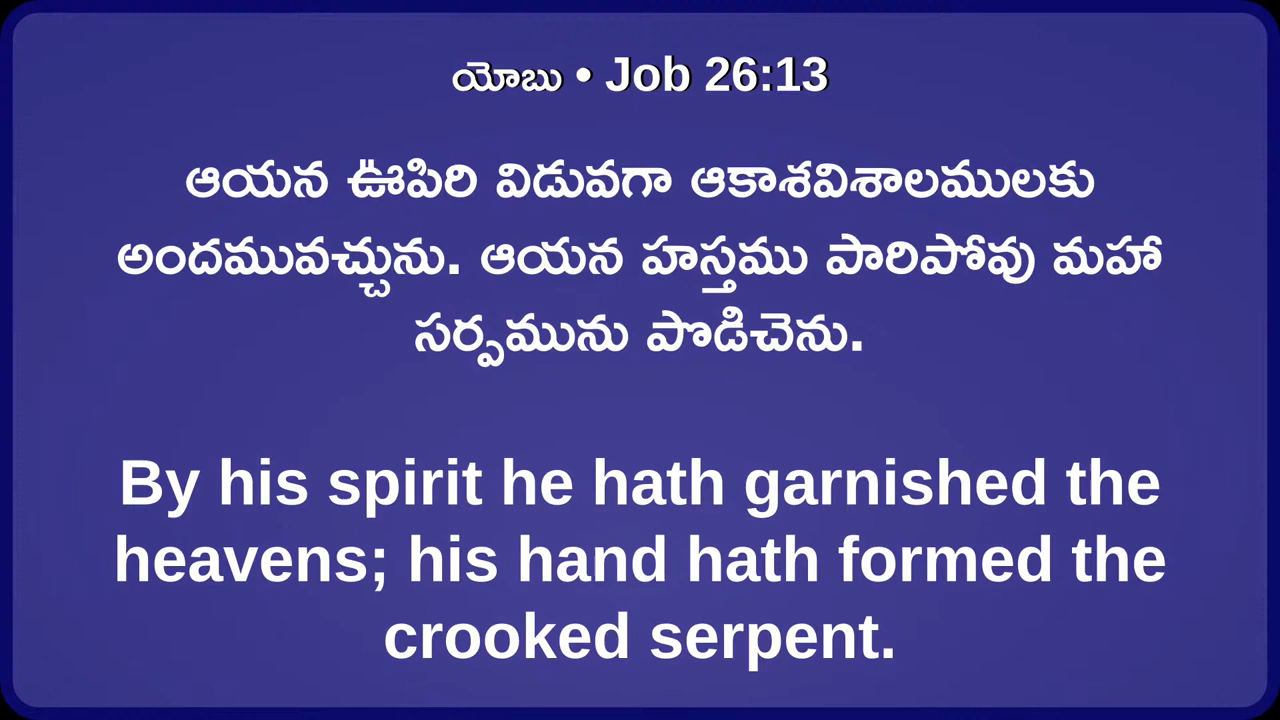 యోబు • Job 26:13
ఆయన ఊపిరి విడువగా ఆకాశవిశాలములకు
అందమువచ్చును. ఆయన హస్తము పారిపోవు మహా
సర్పమును పొడిచెను.
By his spirit he hath garnished the
heavens; his hand hath formed the
crooked serpent.